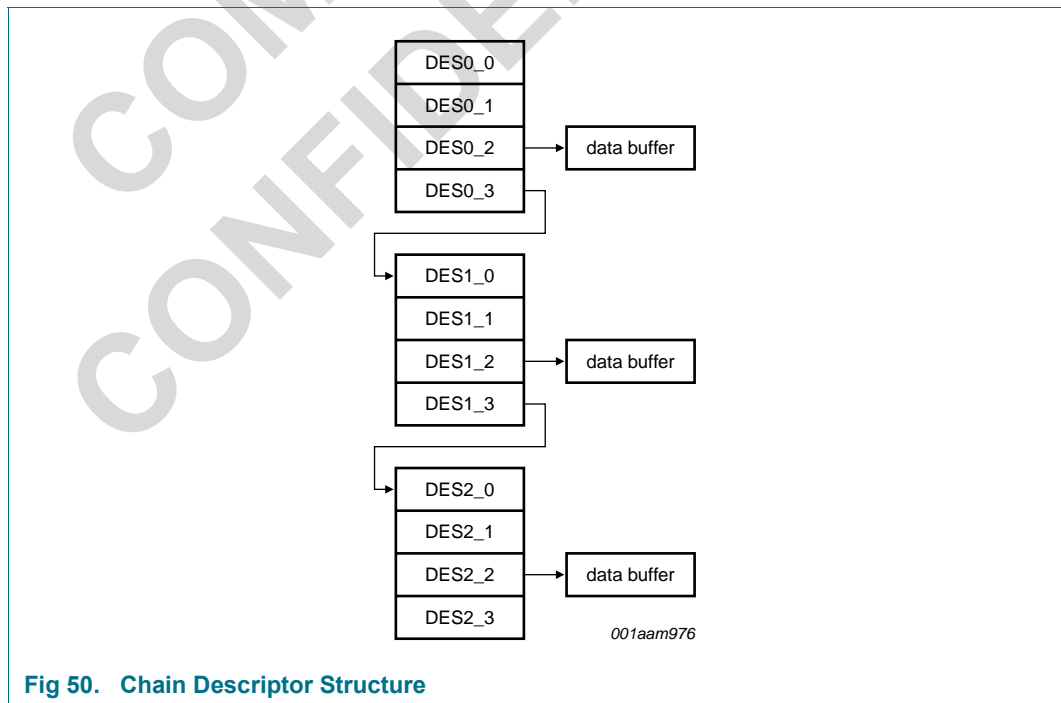 DES0_0
DES0_1
DES0_2
data buffer
DES0_3
DES1_0
DES1_1
DES1_2
data buffer
DES1_3
DES2_0
DES2_1
DES2_2
data buffer
DES2_3
001aam976
Fig 50. Chain Descriptor Structure